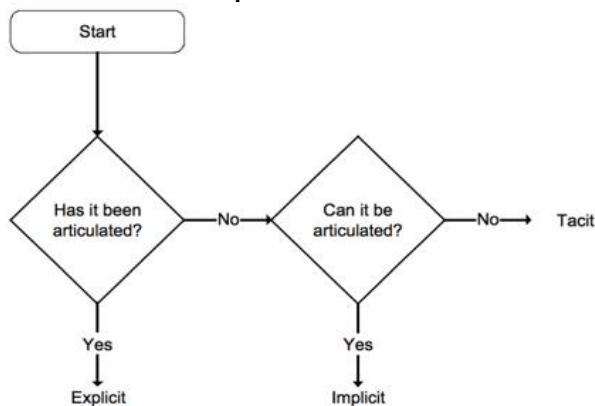 Start
Has it been
articulated?
No
Can it be
articulated?
No
Tacit
Yes
Yes
Explicit
Implicit